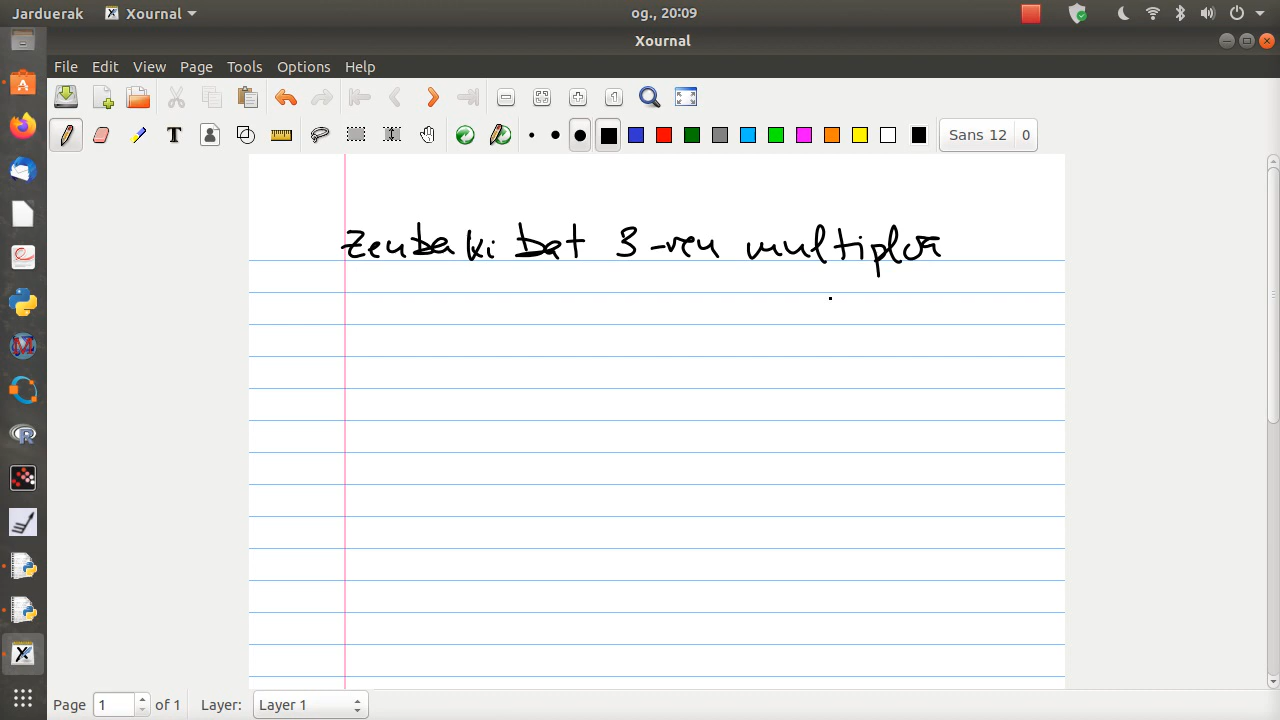 Jarduerak Xournal og., 20:09
Xournal
File Edit View Page Tools Options Help
Sans 12 0
Zenbaki bat 3-ren multiploa
Page 1 of 1 Layer: Layer 1